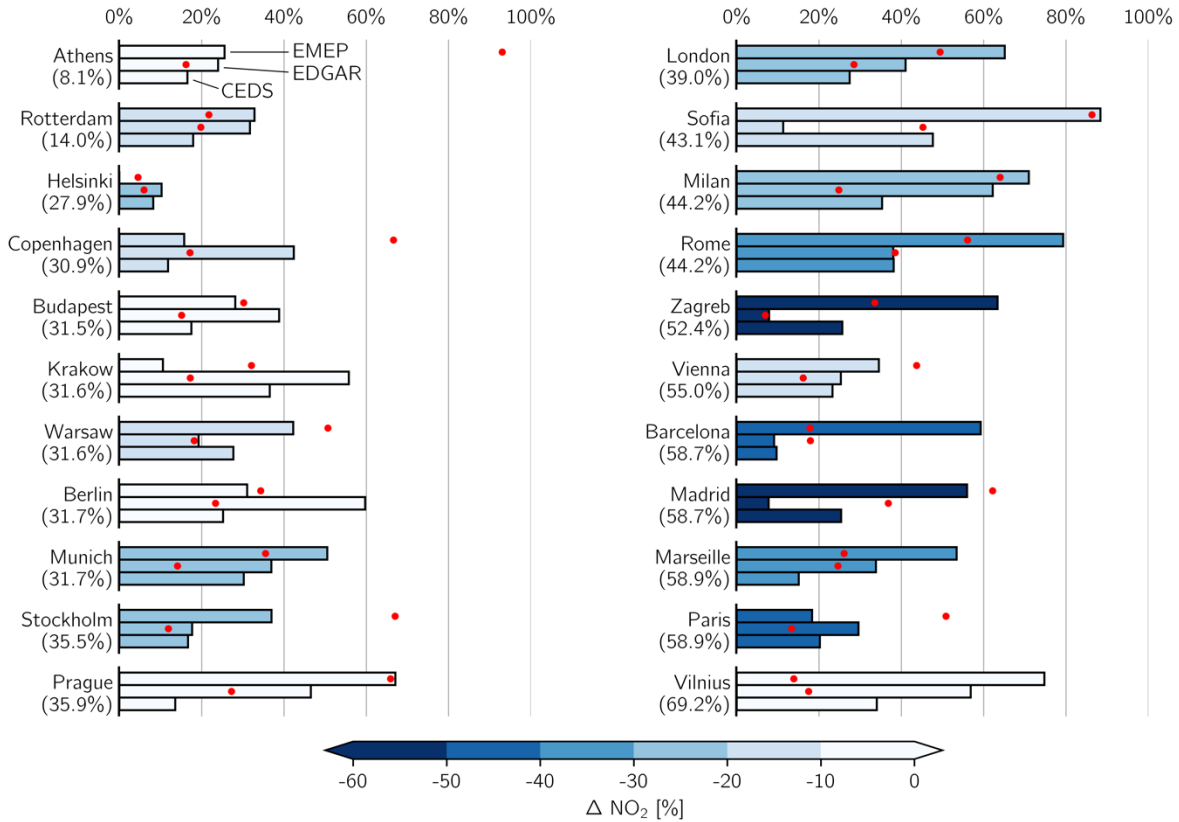 0% 20% 40% 60% 80% 100%
0% 20% 40% 60% 80% 100%
Athens
(8.1%)
EMEP
EDGAR
CEDS
Rotterdam
(14.0%)
Helsinki
(27.9%)
Copenhagen
(30.9%)
Budapest
(31.5%)
Krakow
(31.6%)
Warsaw
(31.6%)
Berlin
(31.7%)
Munich
(31.7%)
Stockholm
(35.5%)
Prague
(35.9%)
London
(39.0%)
Sofia
(43.1%)
Milan
(44.2%)
Rome
(44.2%)
Zagreb
(52.4%)
Vienna
(55.0%)
Barcelona
(58.7%)
Madrid
(58.7%)
Marseille
(58.9%)
Paris
(58.9%)
Vilnius
(69.2%)
-60 -50 -40 -30 -20 -10 0
Δ NO₂ [%]